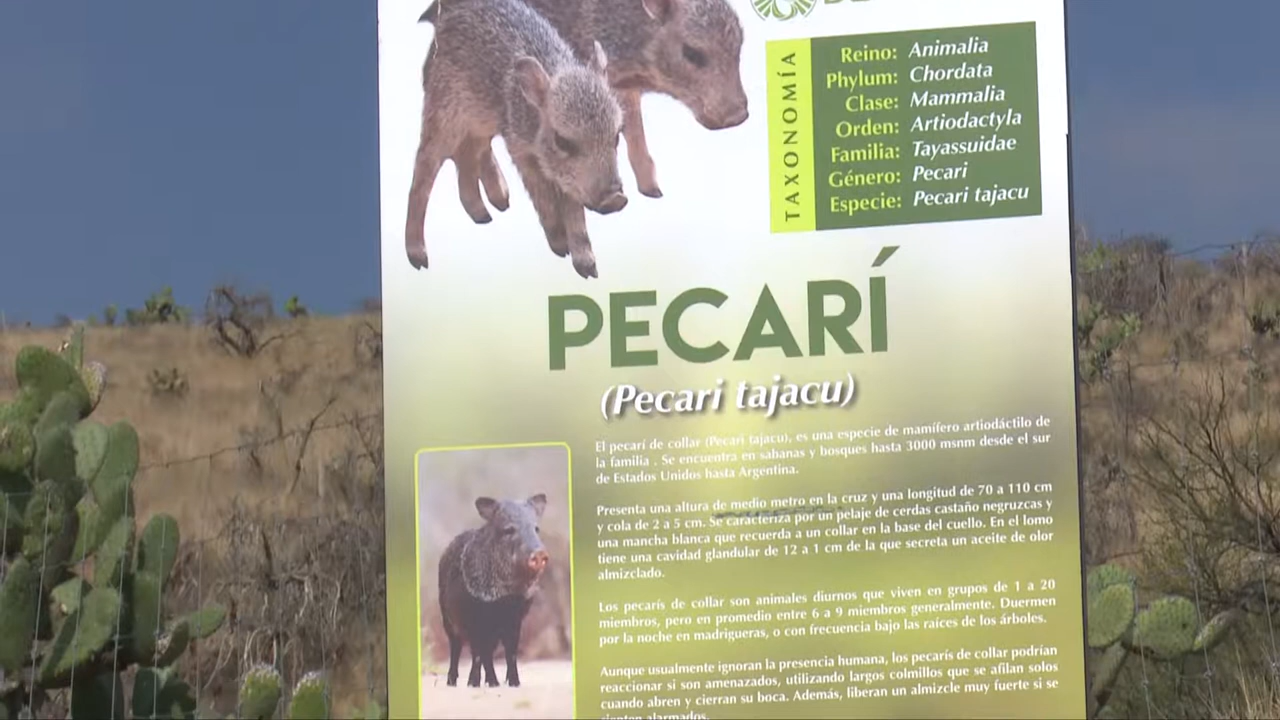 TAXONOMÍA
Reino: Animalia
Phylum: Chordata
Clase: Mammalia
Orden: Artiodactyla
Familia: Tayassuidae
Género: Pecari
Especie: Pecari tajacu
PECARÍ
(Pecari tajacu)
El pecarí de collar (Pecari tajacu), es una especie de mamífero artiodáctilo de
la familia . Se encuentra en sabanas y bosques hasta 3000 msnm desde el sur
de Estados Unidos hasta Argentina.
Presenta una altura de medio metro en la cruz y una longitud de 70 a 110 cm
y cola de 2 a 5 cm. Se caracteriza por un pelaje de cerdas castaño negruzcas y
una mancha blanca que recuerda a un collar en la base del cuello. En el lomo
tiene una cavidad glandular de 12 a 1 cm de la que secreta un aceite de olor
almizclado.
Los pecarís de collar son animales diurnos que viven en grupos de 1 a 20
miembros, pero en promedio entre 6 a 9 miembros generalmente. Duermen
por la noche en madrigueras, o con frecuencia bajo las raíces de los árboles.
Aunque usualmente ignoran la presencia humana, los pecarís de collar podrían
reaccionar si son amenazados, utilizando largos colmillos que se afilan solos
cuando abren y cierran su boca. Además, liberan un almizcle muy fuerte si se
sienten alarmados.